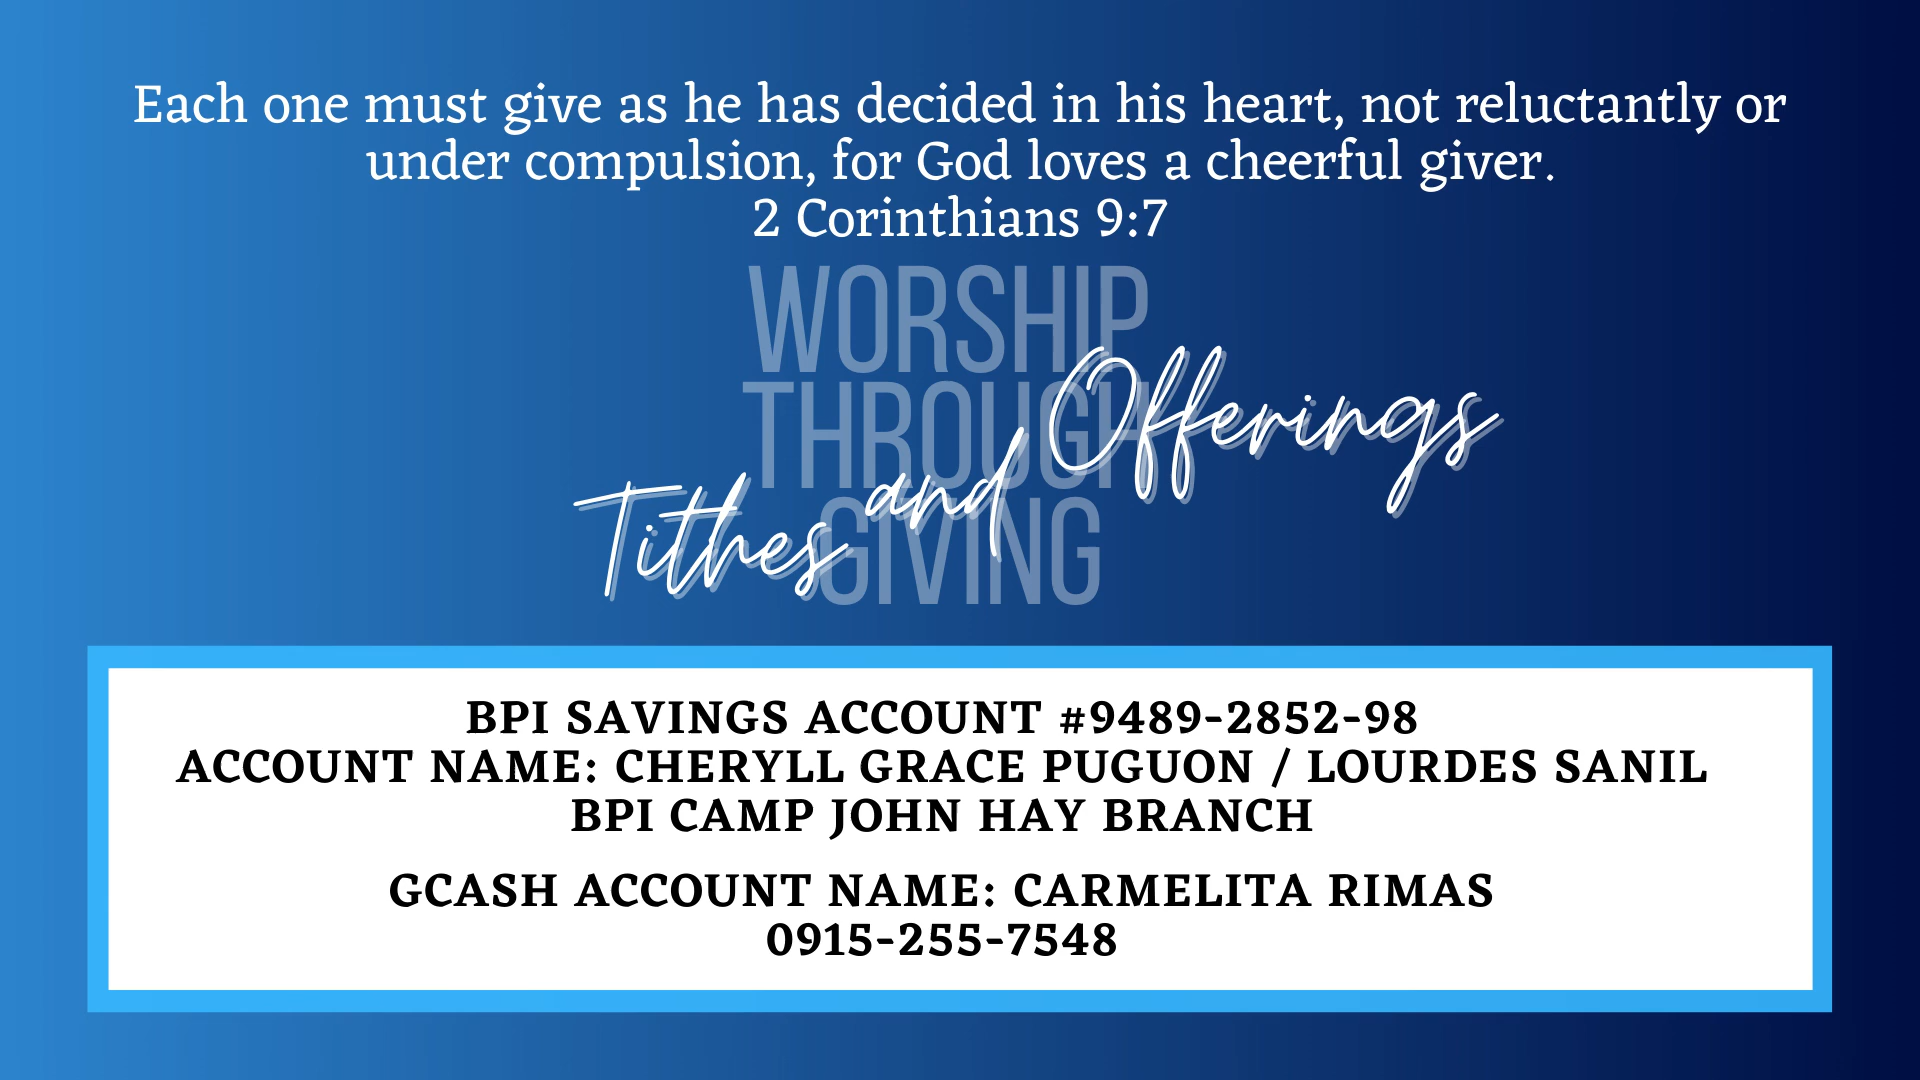 Each one must give as he has decided in his heart, not reluctantly or
under compulsion, for God loves a cheerful giver.
2 Corinthians 9:7
WORSHIP
THROUGH
GIVING
Tithes and Offerings
BPI SAVINGS ACCOUNT #9489-2852-98
ACCOUNT NAME: CHERYLL GRACE PUGUON / LOURDES SANIL
BPI CAMP JOHN HAY BRANCH
GCASH ACCOUNT NAME: CARMELITA RIMAS
0915-255-7548